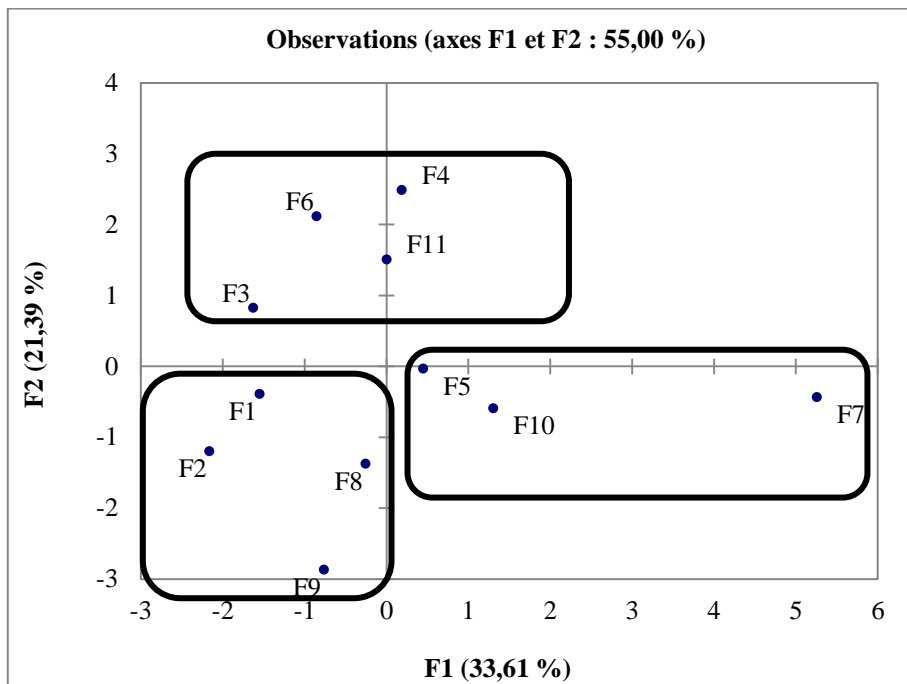 Observations (axes F1 et F2 : 55,00 %)
4
3
2
1
0
-1
-2
-3
F2 (21,39 %)
F4
F6
F11
F3
F5
F1
F10
F7
F2
F8
F9
-3 -2 -1 0 1 2 3 4 5 6
F1 (33,61 %)